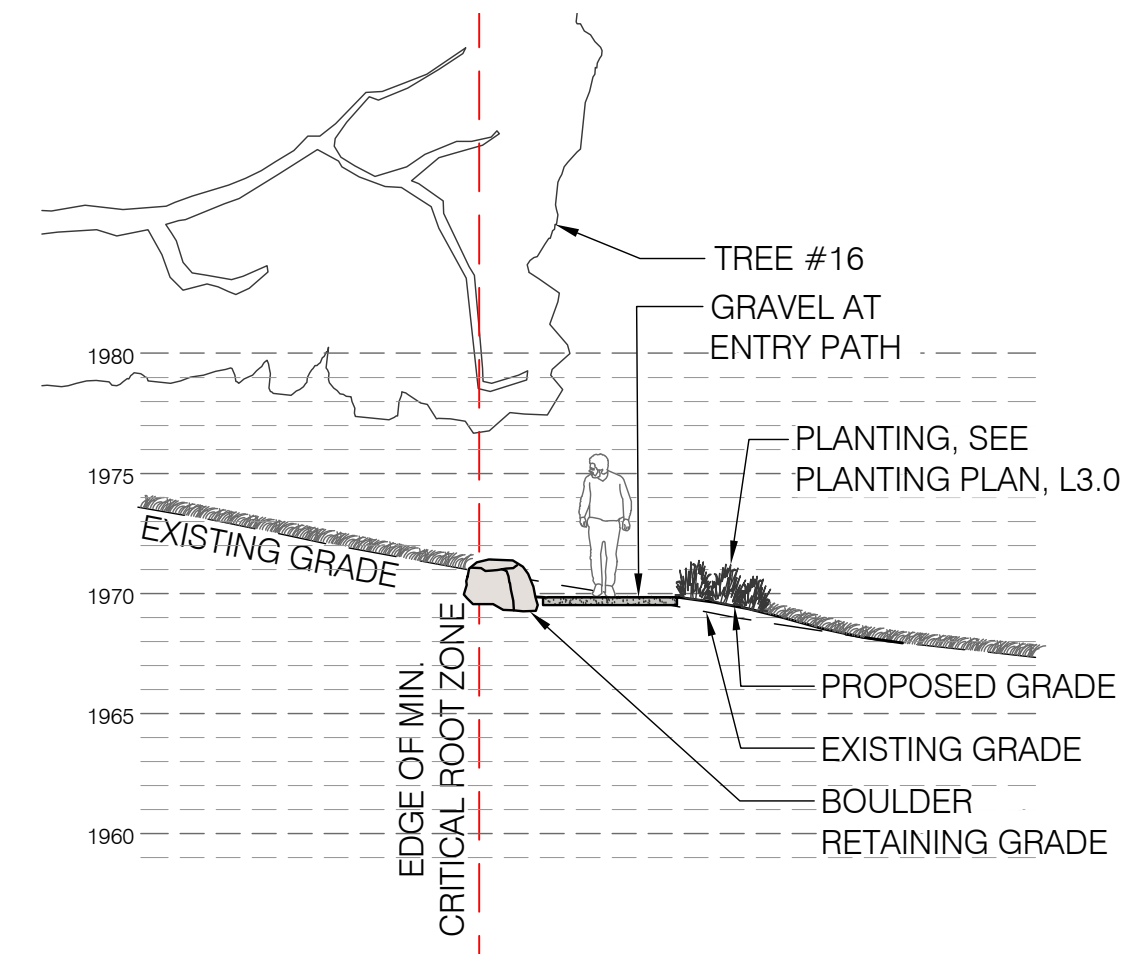 TREE #16
GRAVEL AT
ENTRY PATH
1980
PLANTING, SEE
PLANTING PLAN, L3.0
1975
EXISTING GRADE
1970
EDGE OF MIN.
CRITICAL ROOT ZONE
PROPOSED GRADE
1965
EXISTING GRADE
BOULDER
RETAINING GRADE
1960